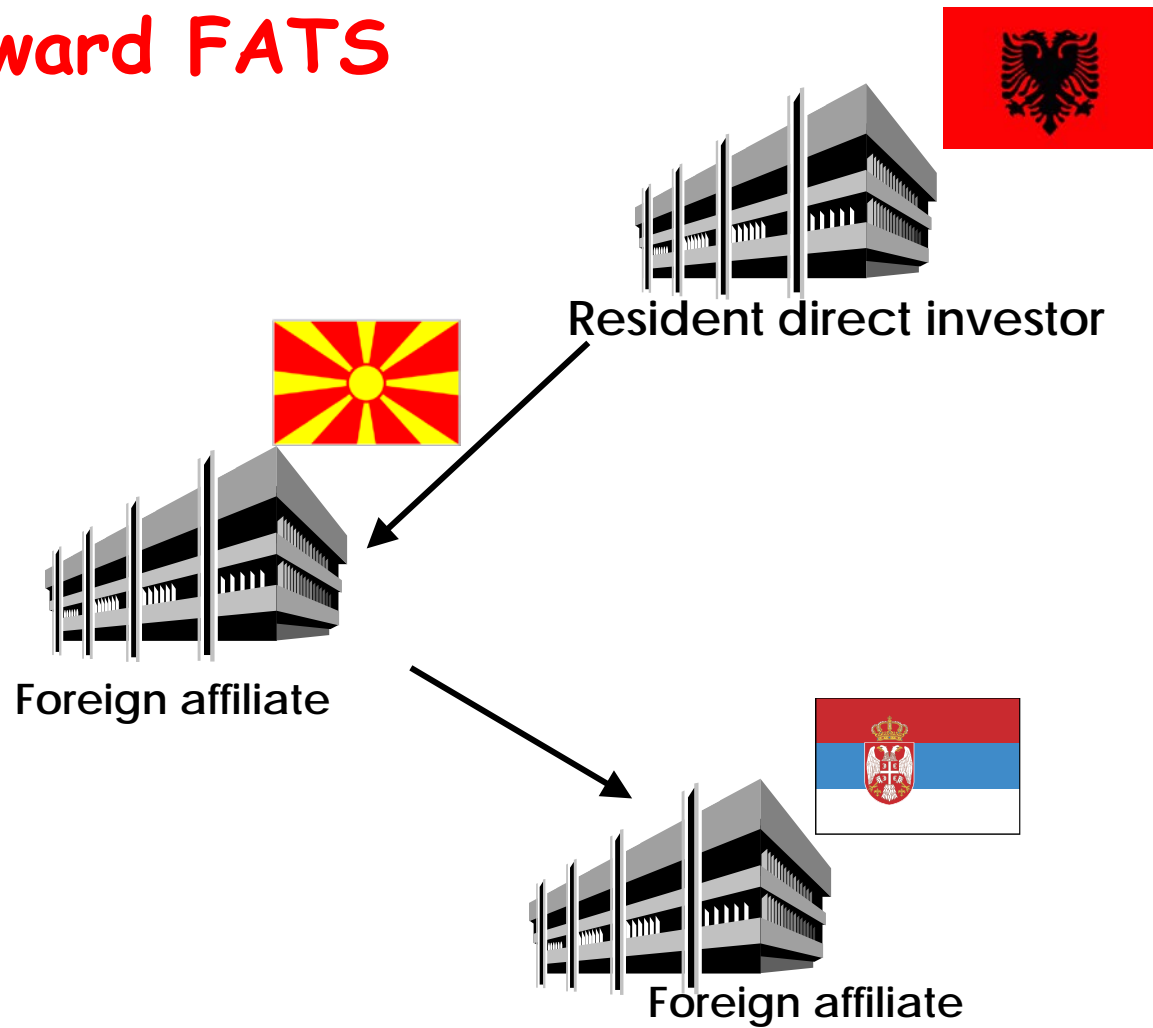 ward FATS
Resident direct investor
Foreign affiliate
Foreign affiliate